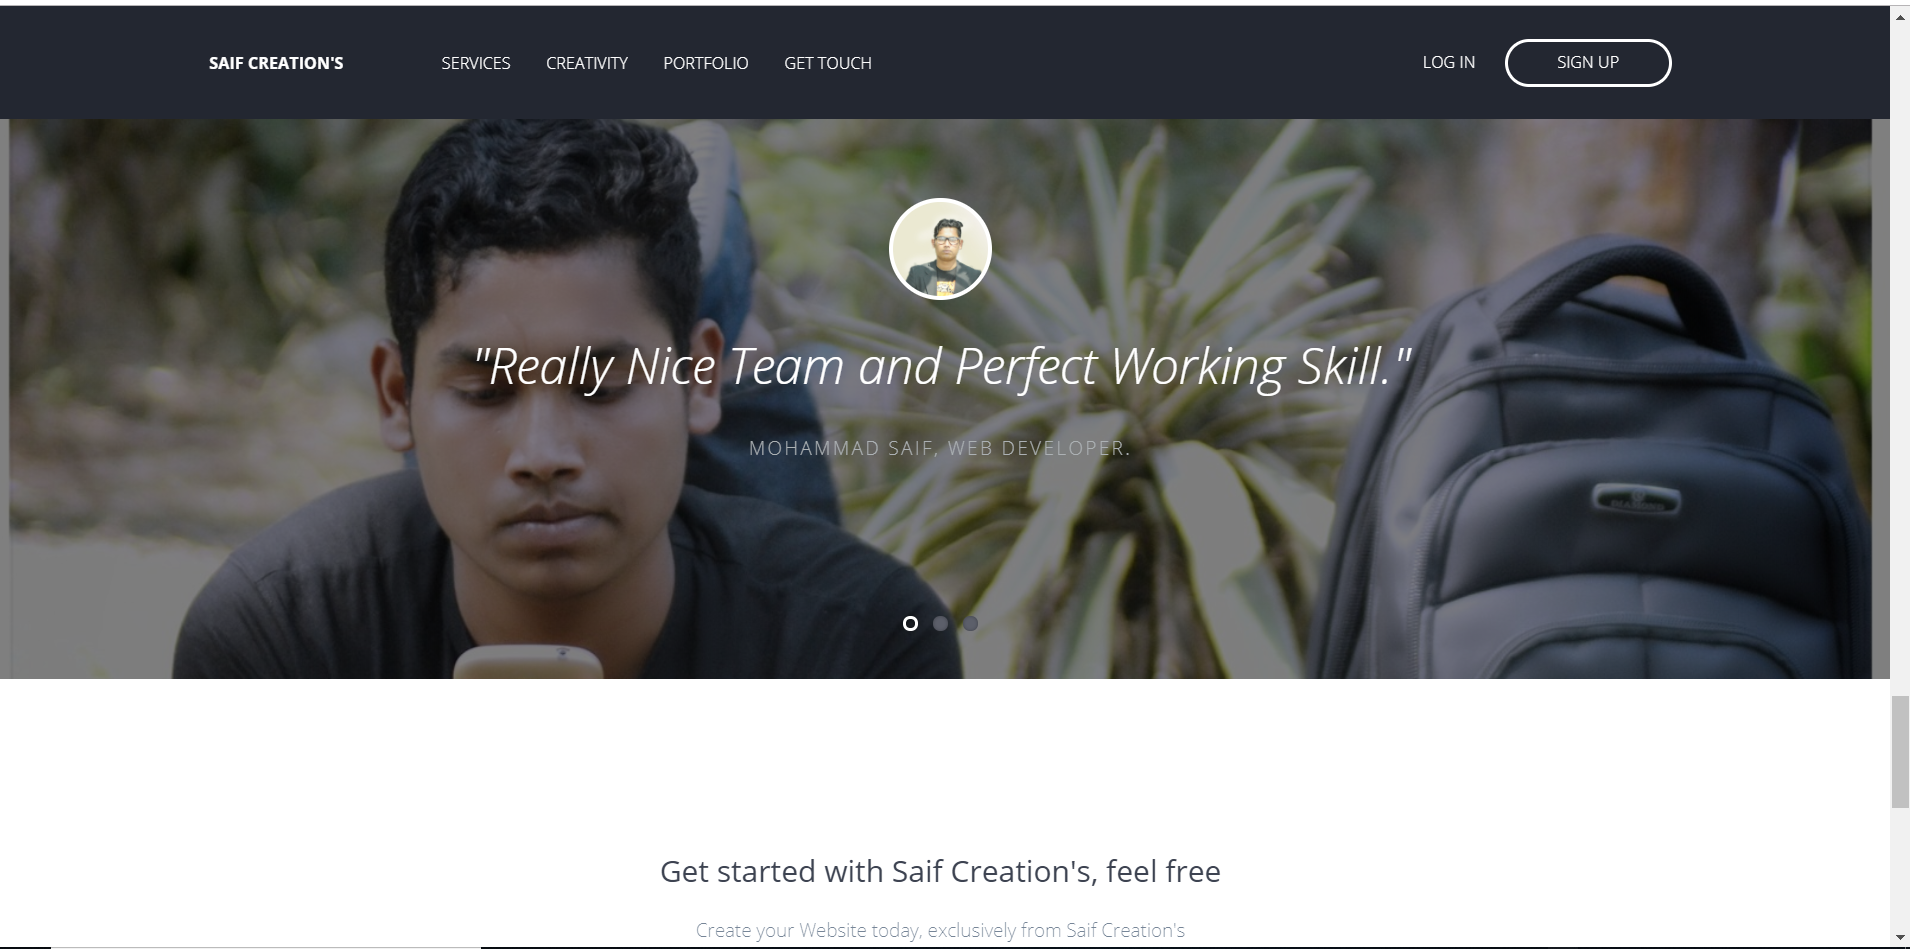 SAIF CREATION'S SERVICES CREATIVITY PORTFOLIO GET TOUCH LOG IN SIGN UP
"Really Nice Team and Perfect Working Skill."
MOHAMMAD SAIF, WEB DEVELOPER.
Get started with Saif Creation's, feel free
Create your Website today, exclusively from Saif Creation's